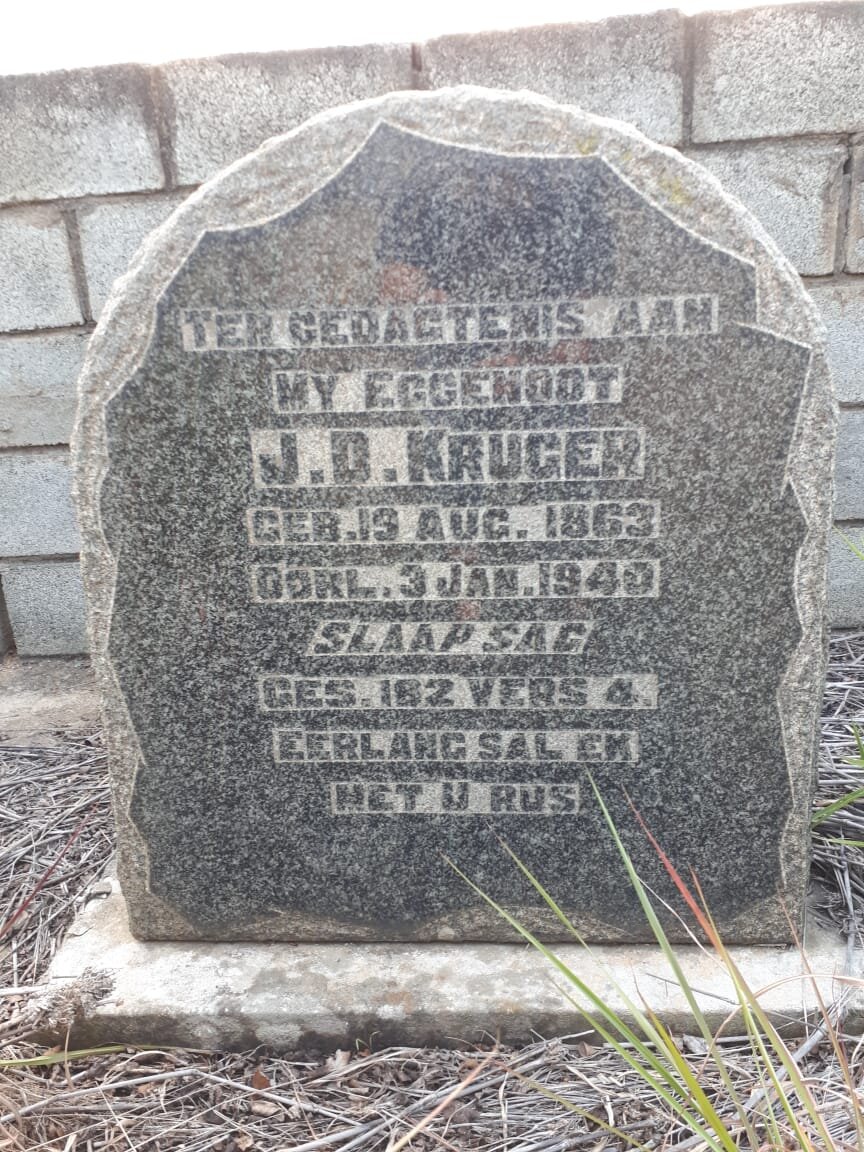 TER GEDAGTENIS AAN
MY EGGENOOT
J. D. KRUGER
GEB. 19 AUG. 1863
OORL. 3 JAN. 1940
SLAAP SAG
GES. 182 VERS 4.
EERLANG SAL EK
MET U RUS